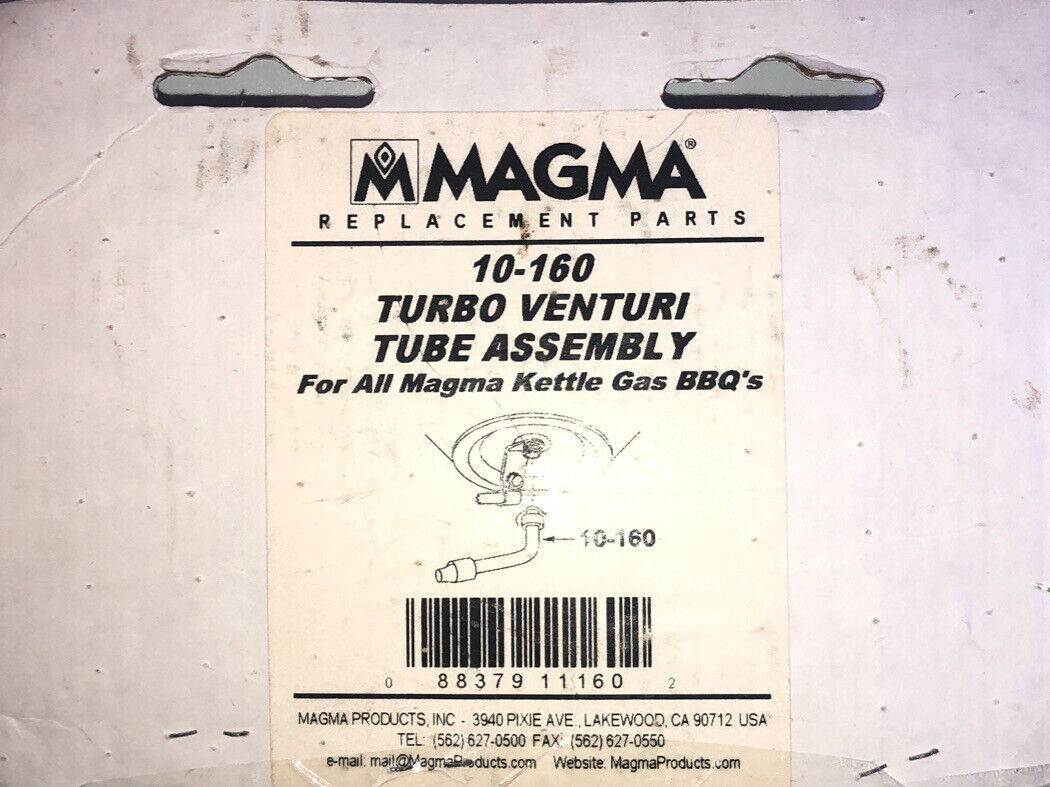 MAGMA®
REPLACEMENT PARTS
10-160
TURBO VENTURI
TUBE ASSEMBLY
For All Magma Kettle Gas BBQ's
10-160
0 88379 11160 2
MAGMA PRODUCTS, INC - 3940 PIXIE AVE., LAKEWOOD, CA 90712 USA
TEL: (562) 627-0500 FAX: (562) 627-0550
e-mail: mail@MagmaProducts.com Website: MagmaProducts.com